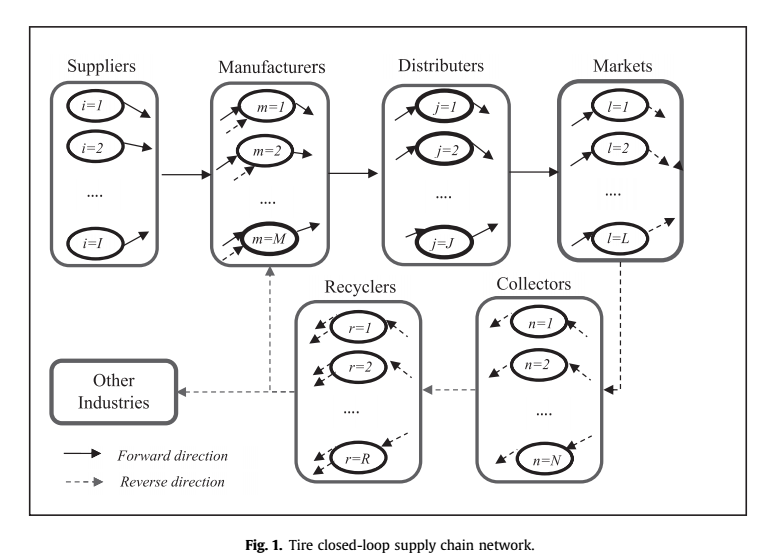 Suppliers
i=1
i=2
....
i=I
Manufacturers
m=1
m=2
....
m=M
Distributers
j=1
j=2
....
j=J
Markets
l=1
l=2
....
l=L
Recyclers
r=1
r=2
....
r=R
Collectors
n=1
n=2
....
n=N
Other
Industries
Forward direction
Reverse direction
Fig. 1. Tire closed-loop supply chain network.